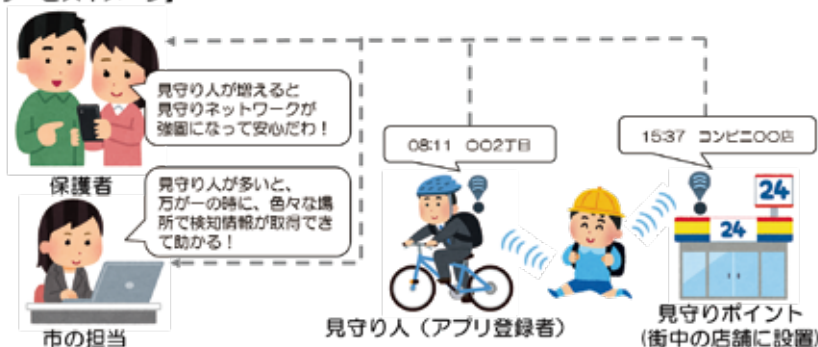 見守り人が増えると
見守りネットワークが
強固になって安心だわ！
保護者
見守り人が多いと、
万が一の時に、色々な場
所で検知情報が取得でき
て助かる！
市の担当
08:11 〇〇2丁目
見守り人（アプリ登録者）
15:37 コンビニ〇〇店
24
24
見守りポイント
(街中の店舗に設置)